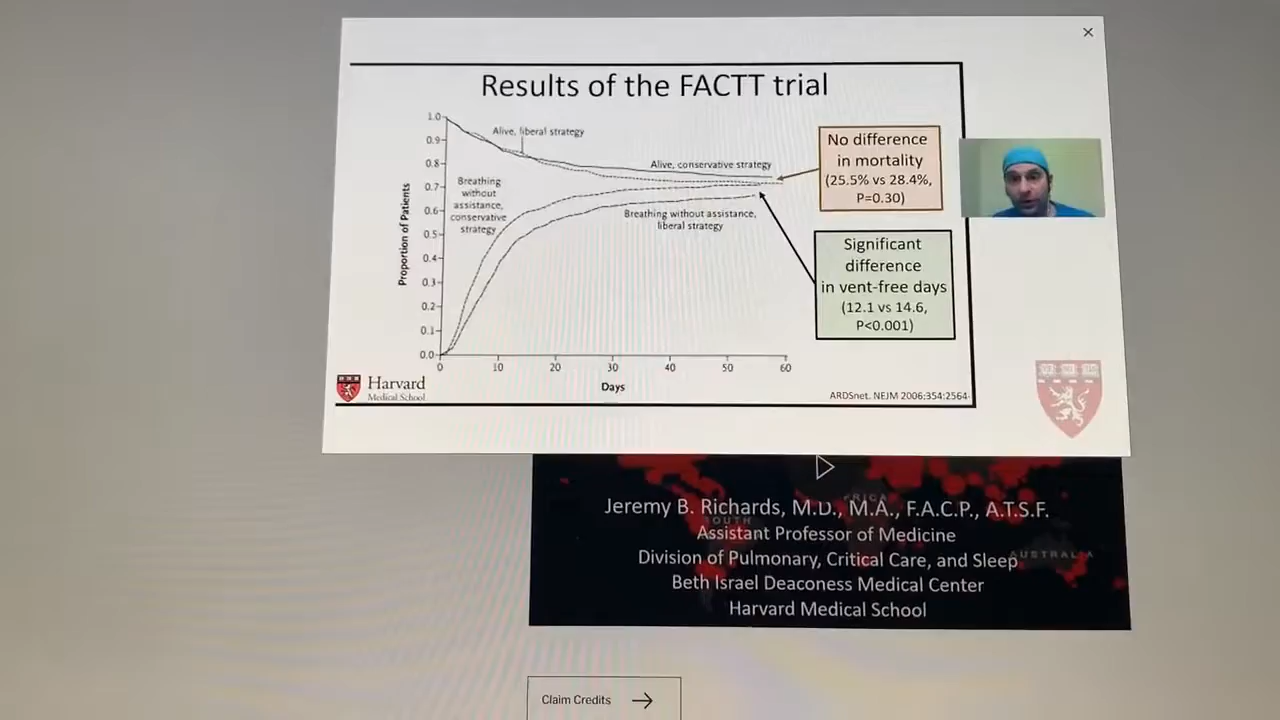 Results of the FACTT trial
1.0
0.9
0.8
0.7
0.6
0.5
0.4
0.3
0.2
0.1
0.0
Proportion of Patients
Alive, liberal strategy
Alive, conservative strategy
Breathing
without
assistance,
conservative
strategy
Breathing without assistance,
liberal strategy
0 10 20 30 40 50 60
Days
No difference
in mortality
(25.5% vs 28.4%,
P=0.30)
Significant
difference
in vent-free days
(12.1 vs 14.6,
P<0.001)
Harvard
Medical School
ARDSnet. NEJM 2006;354:2564
Jeremy B. Richards, M.D., M.A., F.A.C.P., A.T.S.F.
SOUTH
AUSTRALIA
Assistant Professor of Medicine
Division of Pulmonary, Critical Care, and Sleep
Beth Israel Deaconess Medical Center
Harvard Medical School
Claim Credits